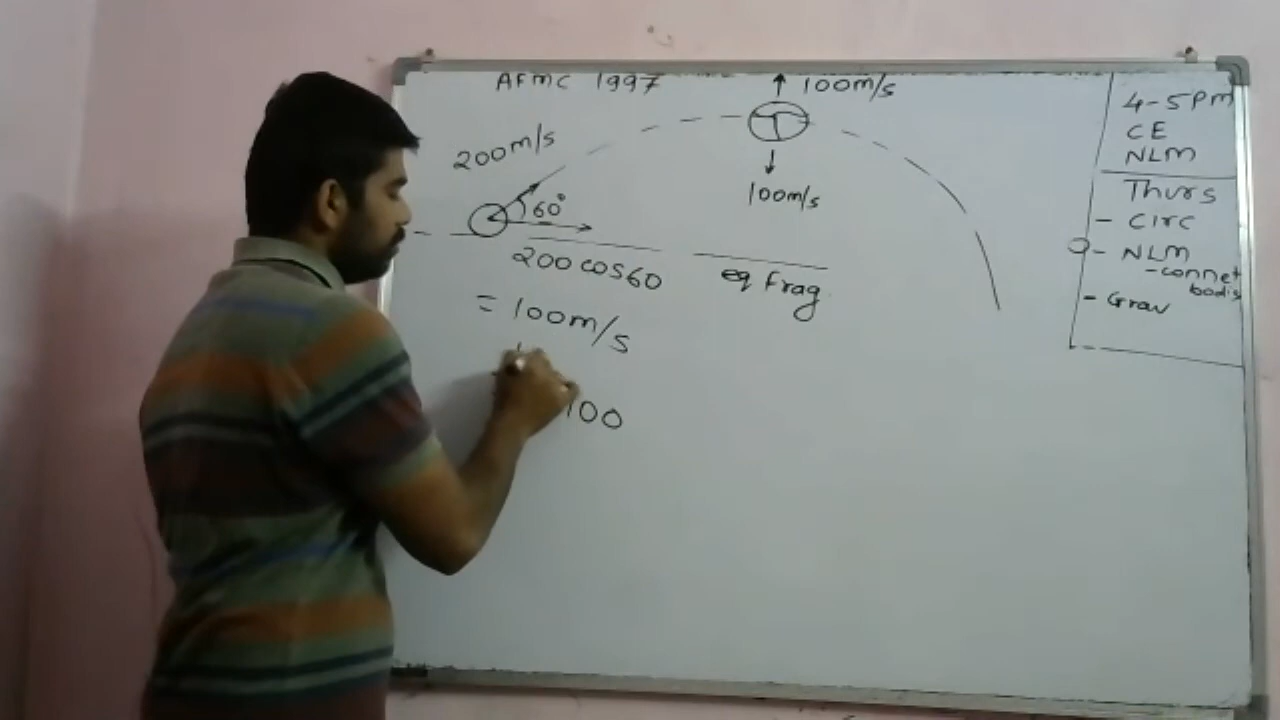 AFMC 1997
100m/s
200m/s
60°
100m/s
200 cos60
eq Frag.
= 100m/s
100
4-5pm
CE
NLM
Thurs
- Circ
- NLM
-connet
bodis
- Grav